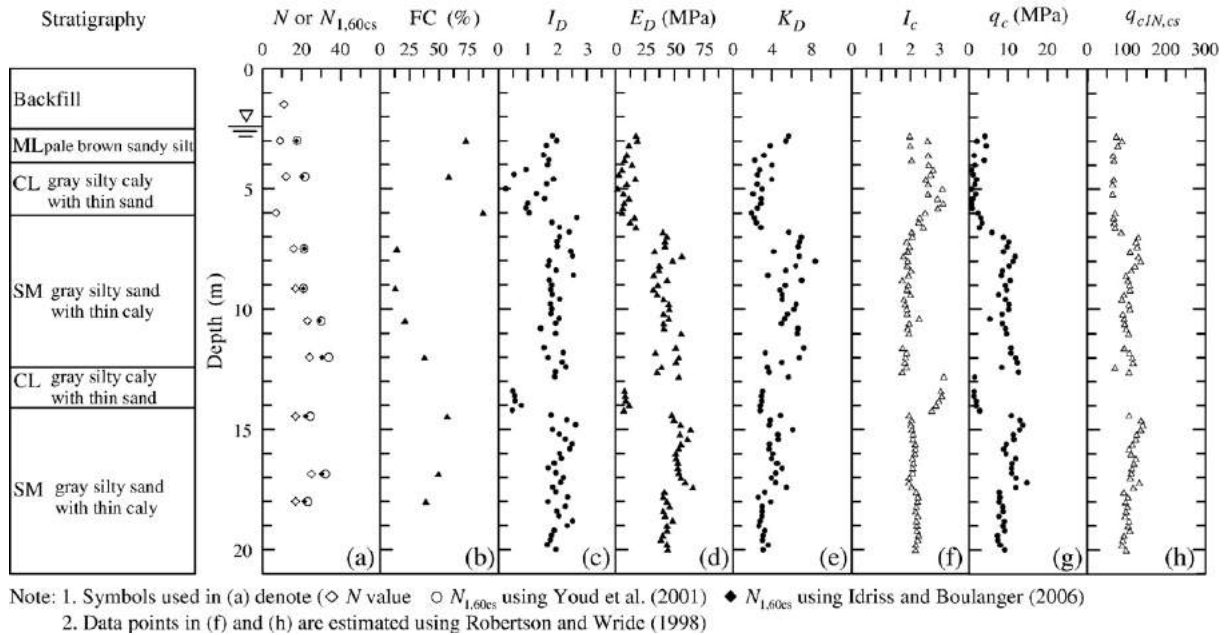 Stratigraphy
N or N1,60cs FC (%) ID ED (MPa) KD Ic qc (MPa) qc1N,cs
0 10 20 30 40 50 0 25 50 75 100 0 1 2 3 0 25 50 75 100 0 4 8 0 1 2 3 0 10 20 0 100 200 300
0
Backfill
ML pale brown sandy silt
CL gray silty caly
with thin sand
5
SM gray silty sand
with thin caly
Depth (m)
10
CL gray silty caly
with thin sand
15
SM gray silty sand
with thin caly
20
(a) (b) (c) (d) (e) (f) (g) (h)
Note: 1. Symbols used in (a) denote (◇ N value ○ N1,60cs using Youd et al. (2001) ◆ N1,60cs using Idriss and Boulanger (2006)
2. Data points in (f) and (h) are estimated using Robertson and Wride (1998)